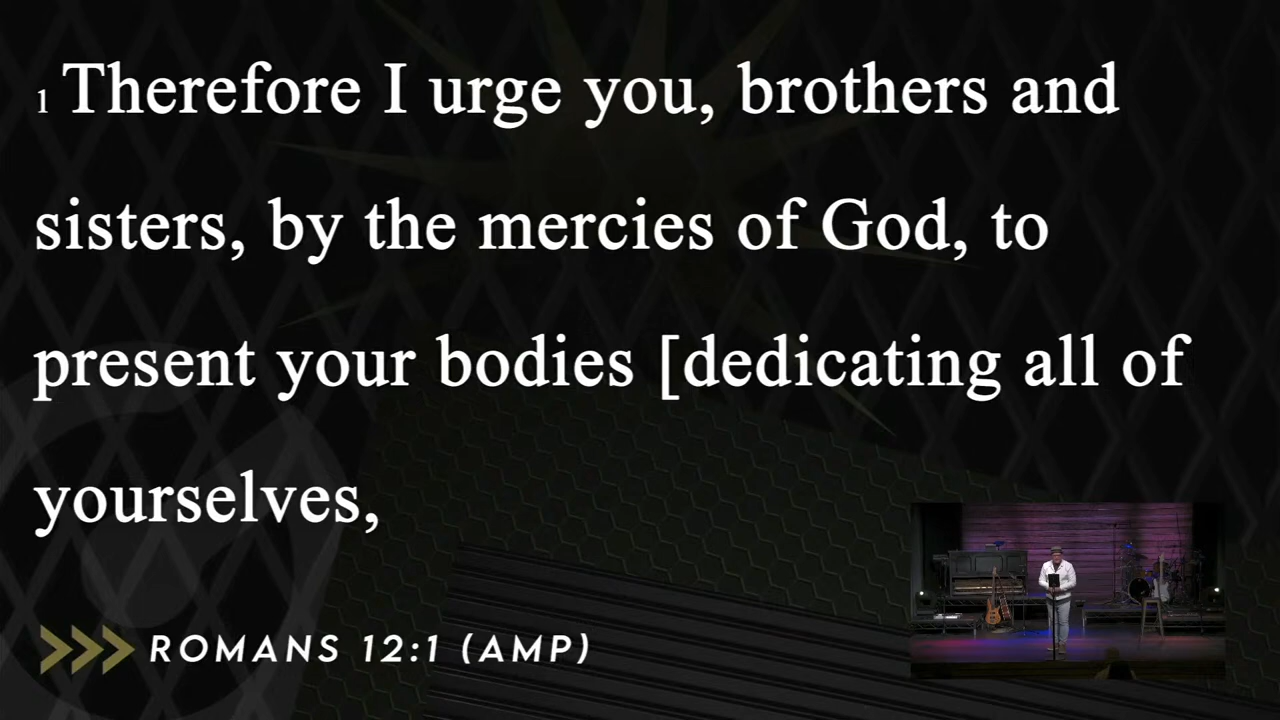 1 Therefore I urge you, brothers and
sisters, by the mercies of God, to
present your bodies [dedicating all of
yourselves,
ROMANS 12:1 (AMP)